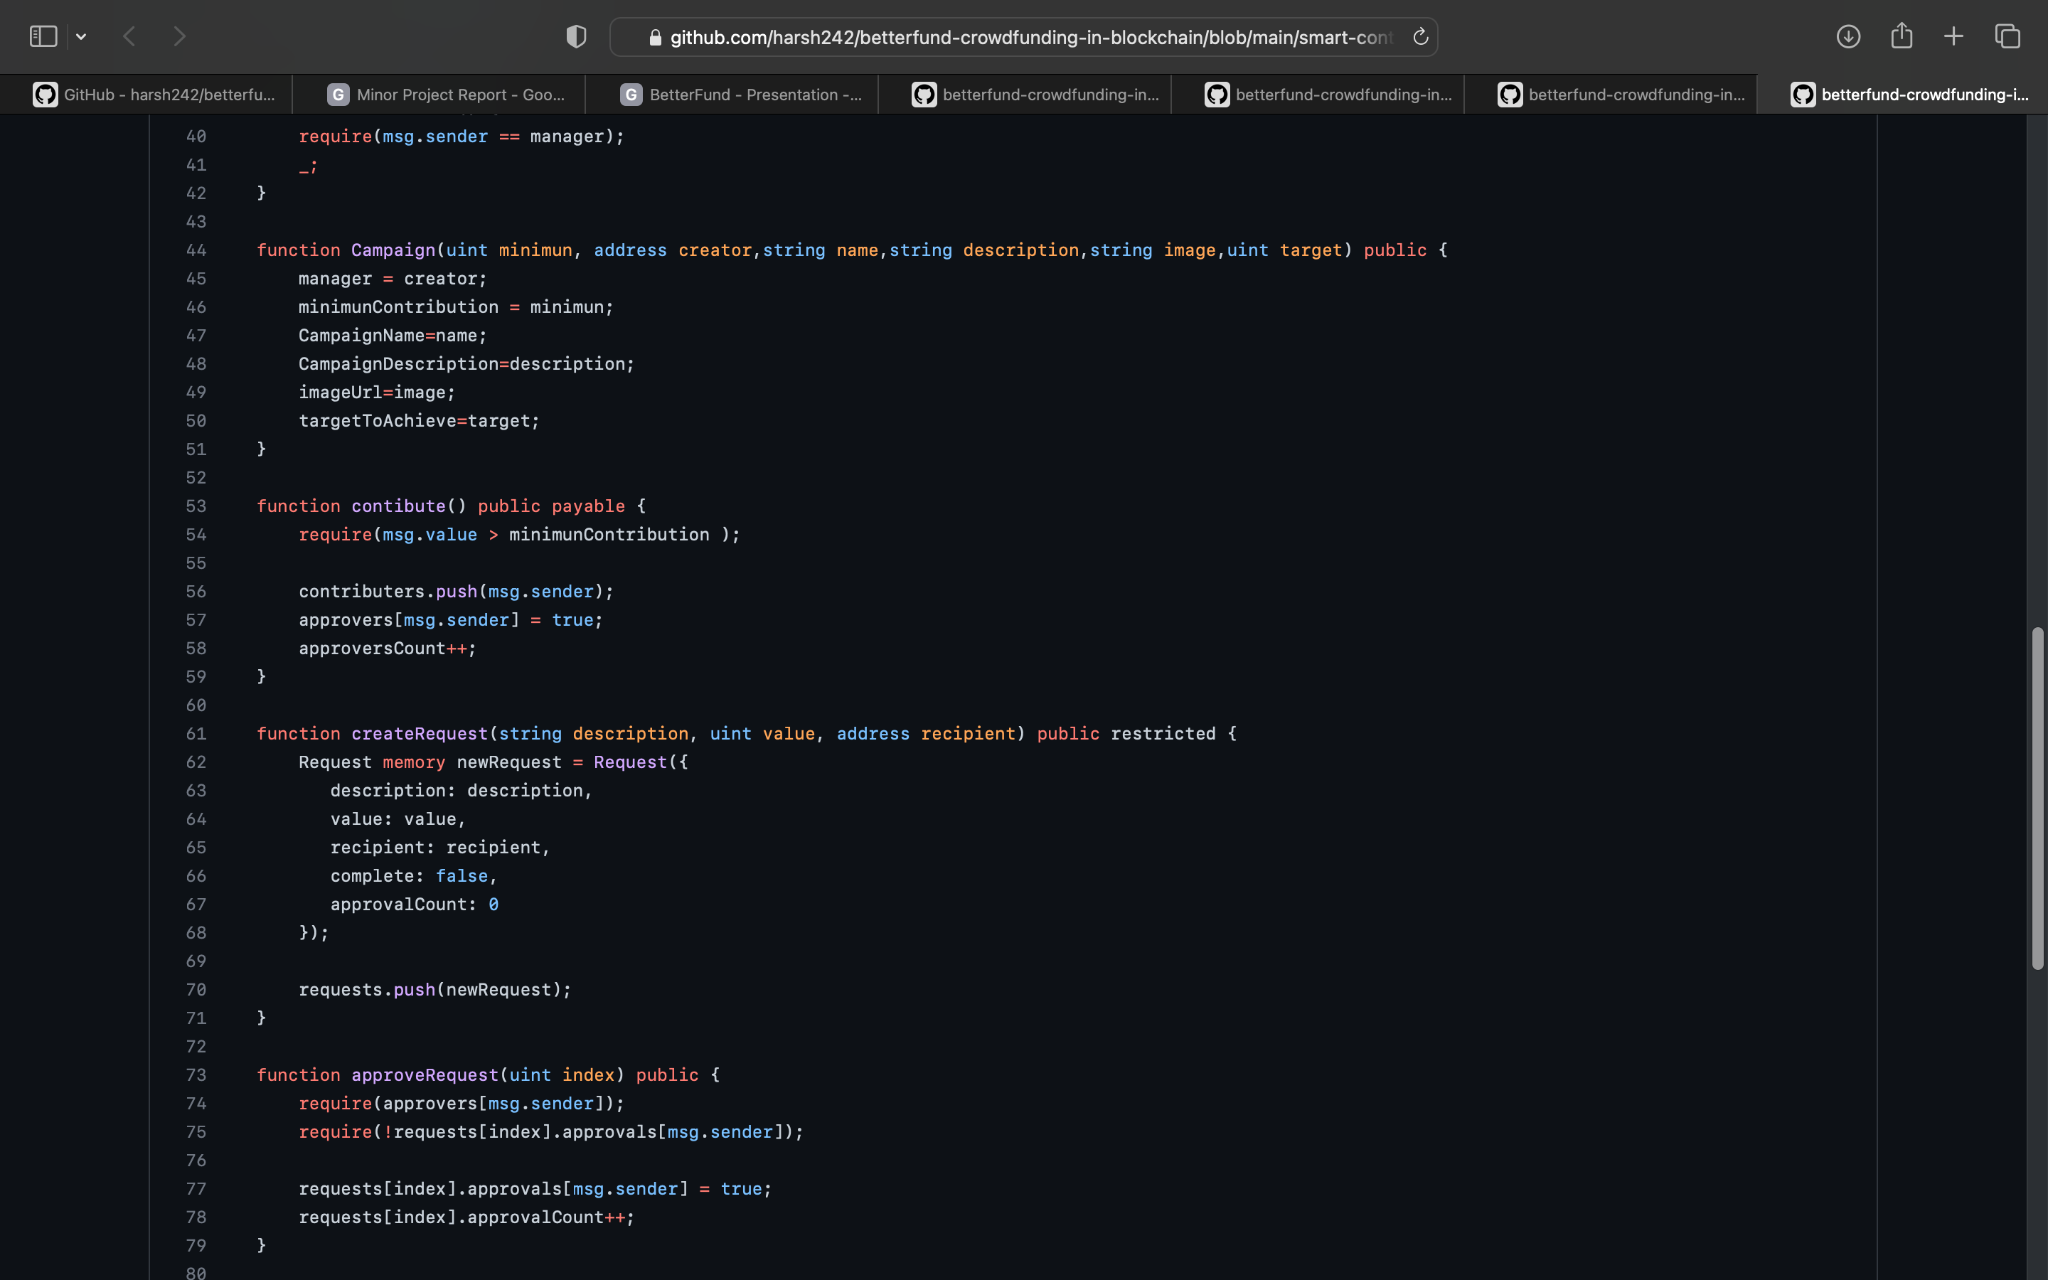 github.com/harsh242/betterfund-crowdfunding-in-blockchain/blob/main/smart-cont
GitHub - harsh242/betterfu...
G Minor Project Report - Goo...
G BetterFund - Presentation -...
betterfund-crowdfunding-in...
betterfund-crowdfunding-in...
betterfund-crowdfunding-in...
betterfund-crowdfunding-i...
40 require(msg.sender == manager);
41 _;
42 }
43
44 function Campaign(uint minimun, address creator,string name,string description,string image,uint target) public {
45 manager = creator;
46 minimunContribution = minimun;
47 CampaignName=name;
48 CampaignDescription=description;
49 imageUrl=image;
50 targetToAchieve=target;
51 }
52
53 function contibute() public payable {
54 require(msg.value > minimunContribution );
55
56 contributers.push(msg.sender);
57 approvers[msg.sender] = true;
58 approversCount++;
59 }
60
61 function createRequest(string description, uint value, address recipient) public restricted {
62 Request memory newRequest = Request({
63 description: description,
64 value: value,
65 recipient: recipient,
66 complete: false,
67 approvalCount: 0
68 });
69
70 requests.push(newRequest);
71 }
72
73 function approveRequest(uint index) public {
74 require(approvers[msg.sender]);
75 require(!requests[index].approvals[msg.sender]);
76
77 requests[index].approvals[msg.sender] = true;
78 requests[index].approvalCount++;
79 }
80